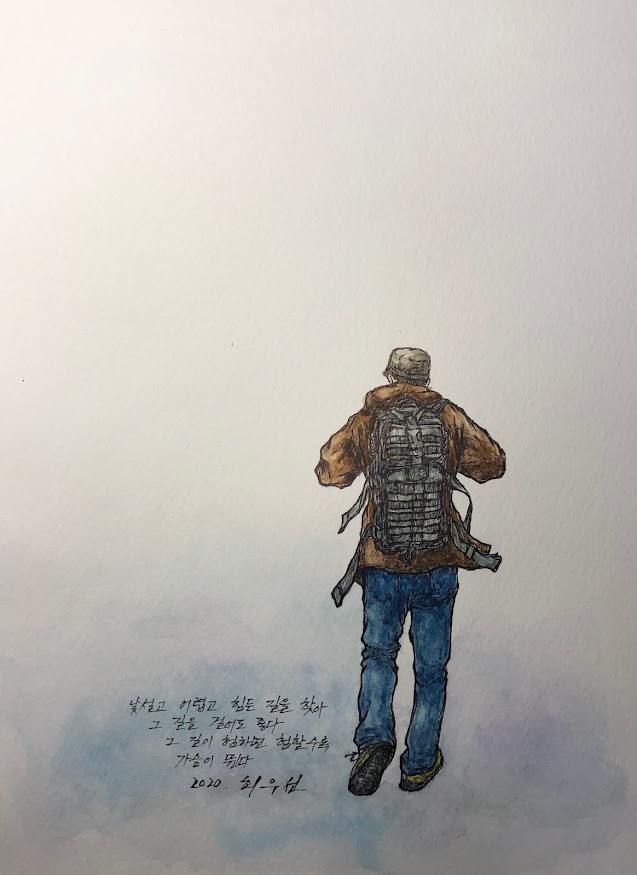 낯설고 어렵고 힘든 길을 찾아
그 길을 걸어도 좋다
그 길이 험하면 험할수록
가슴이 뛴다
2020. 최우